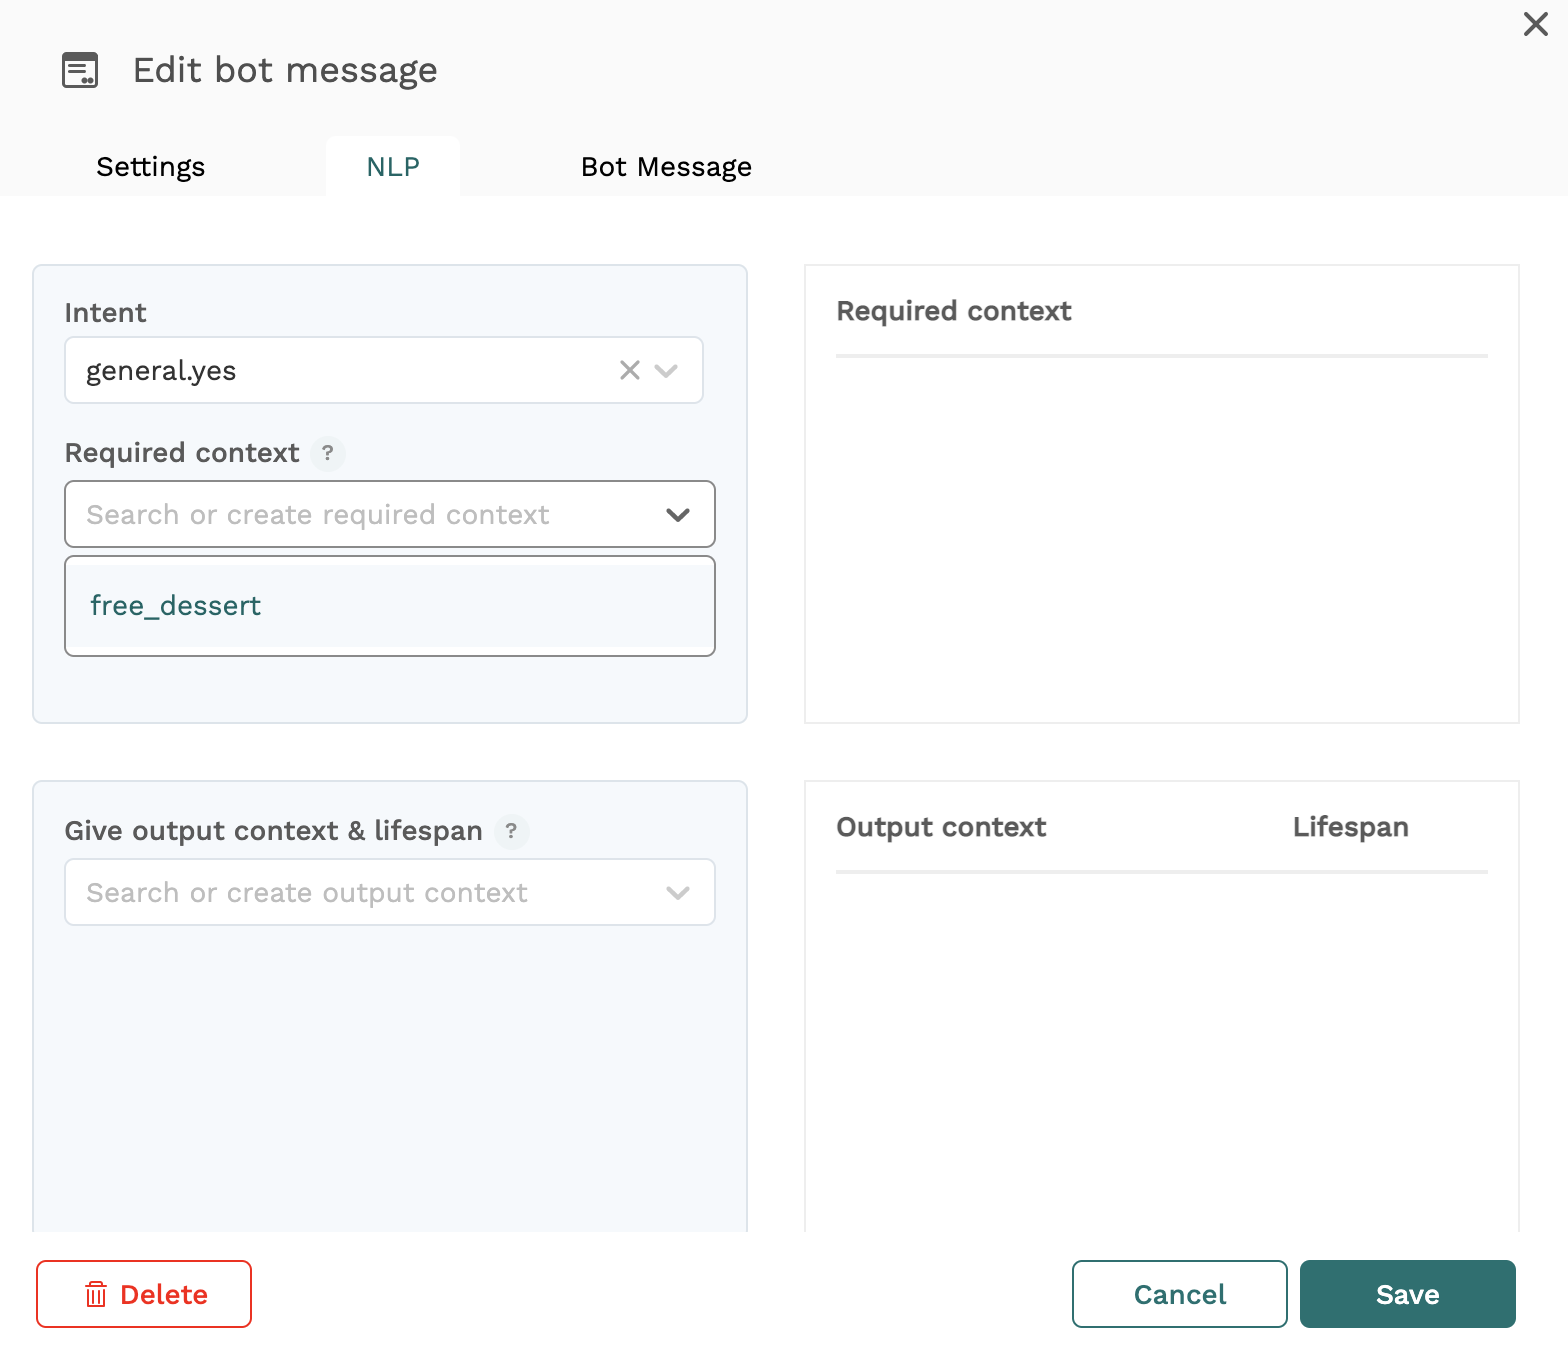 Edit bot message
Settings
NLP
Bot Message
Intent
general.yes
Required context ?
Search or create required context
free_dessert
Required context
Give output context & lifespan ?
Search or create output context
Output context Lifespan
Delete
Cancel
Save